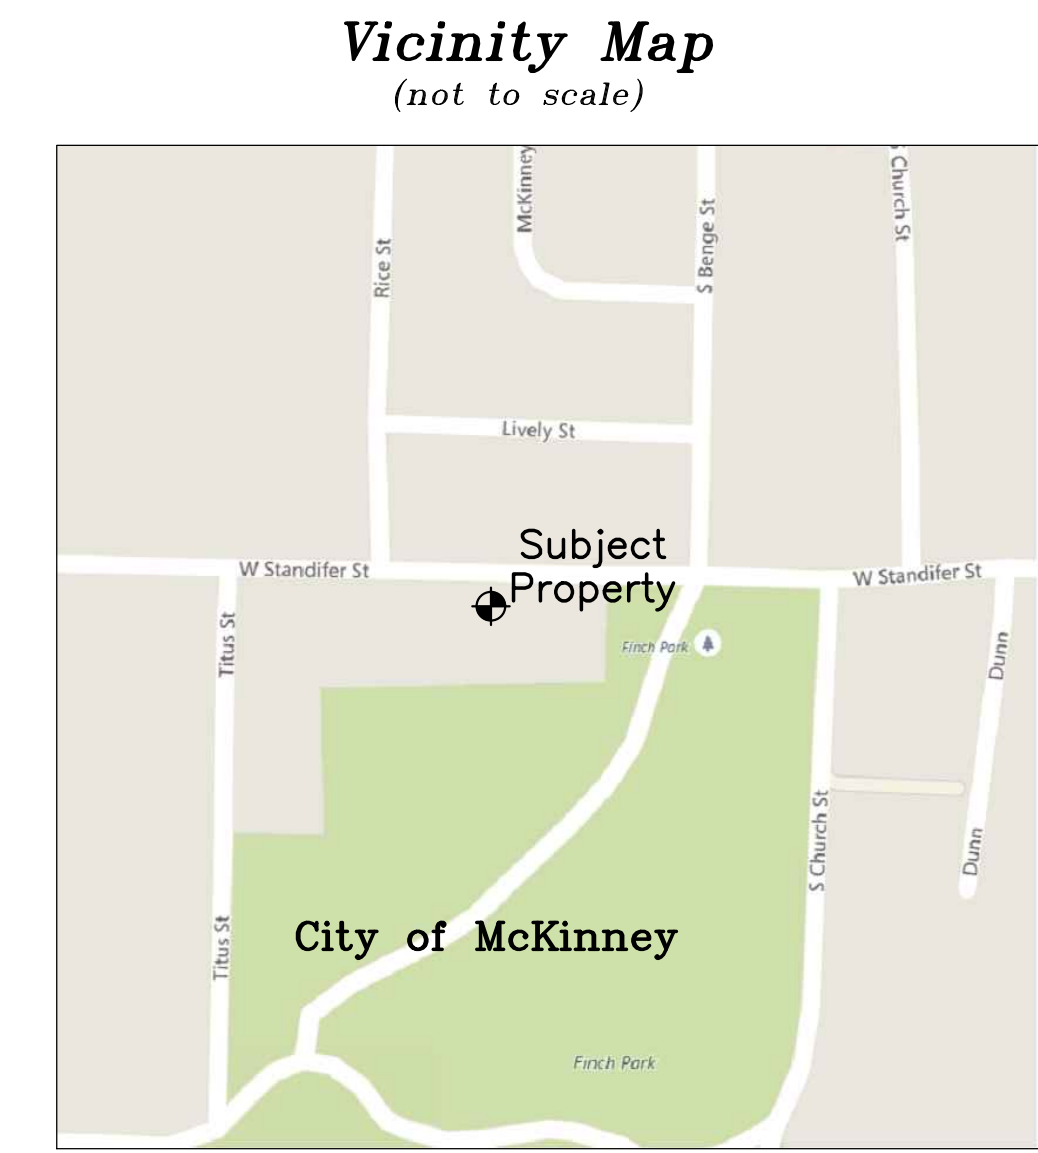 Vicinity Map
(not to scale)
McKinney
Church St
S Benge St
Rice St
Lively St
Subject
Property
W Standifer St
W Standifer St
Titus St
Finch Park
Dunn
S Church St
Dunn
City of McKinney
Titus St
Finch Park